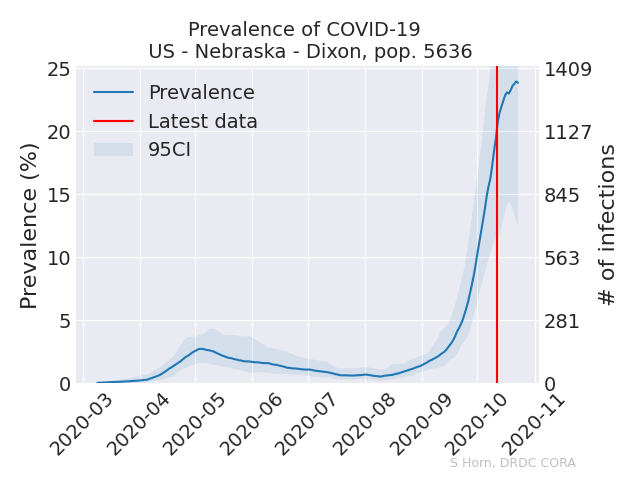 Prevalence of COVID-19
US - Nebraska - Dixon, pop. 5636
Prevalence
Latest data
95CI
Prevalence (%)
25
20
15
10
5
0
1409
1127
845
563
281
0
# of infections
2020-03
2020-04
2020-05
2020-06
2020-07
2020-08
2020-09
2020-10
2020-11
S Horn, DRDC CORA